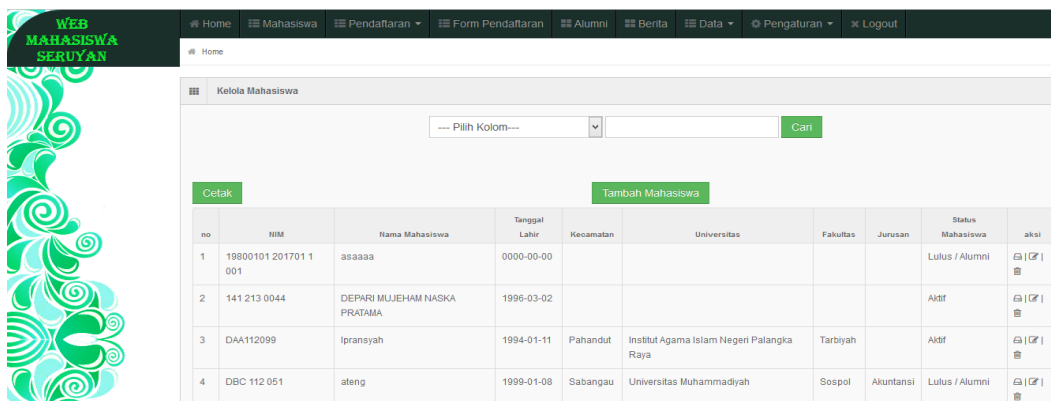 WEB
MAHASISWA
SERUYAN
Home Mahasiswa Pendaftaran Form Pendaftaran Alumni Berita Data Pengaturan Logout
Home
Kelola Mahasiswa
--- Pilih Kolom--- Cari
Cetak Tambah Mahasiswa
no NIM Nama Mahasiswa Tanggal Lahir Kecamatan Universitas Fakultas Jurusan Status Mahasiswa aksi
1 19800101 201701 1 001 asaaaa 0000-00-00 Lulus / Alumni | |
2 141 213 0044 DEPARI MUJEHAM NASKA PRATAMA 1996-03-02 Aktif | |
3 DAA112099 Ipransyah 1994-01-11 Pahandut Institut Agama Islam Negeri Palangka Raya Tarbiyah Aktif | |
4 DBC 112 051 ateng 1999-01-08 Sabangau Universitas Muhammadiyah Sospol Akuntansi Lulus / Alumni | |